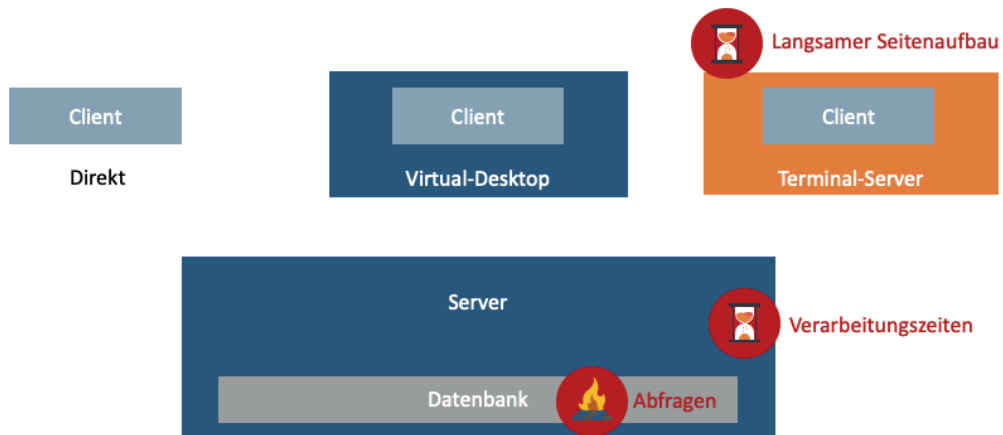 Langsamer Seitenaufbau
Client
Client
Client
Direkt
Virtual-Desktop
Terminal-Server
Server
Verarbeitungszeiten
Datenbank
Abfragen